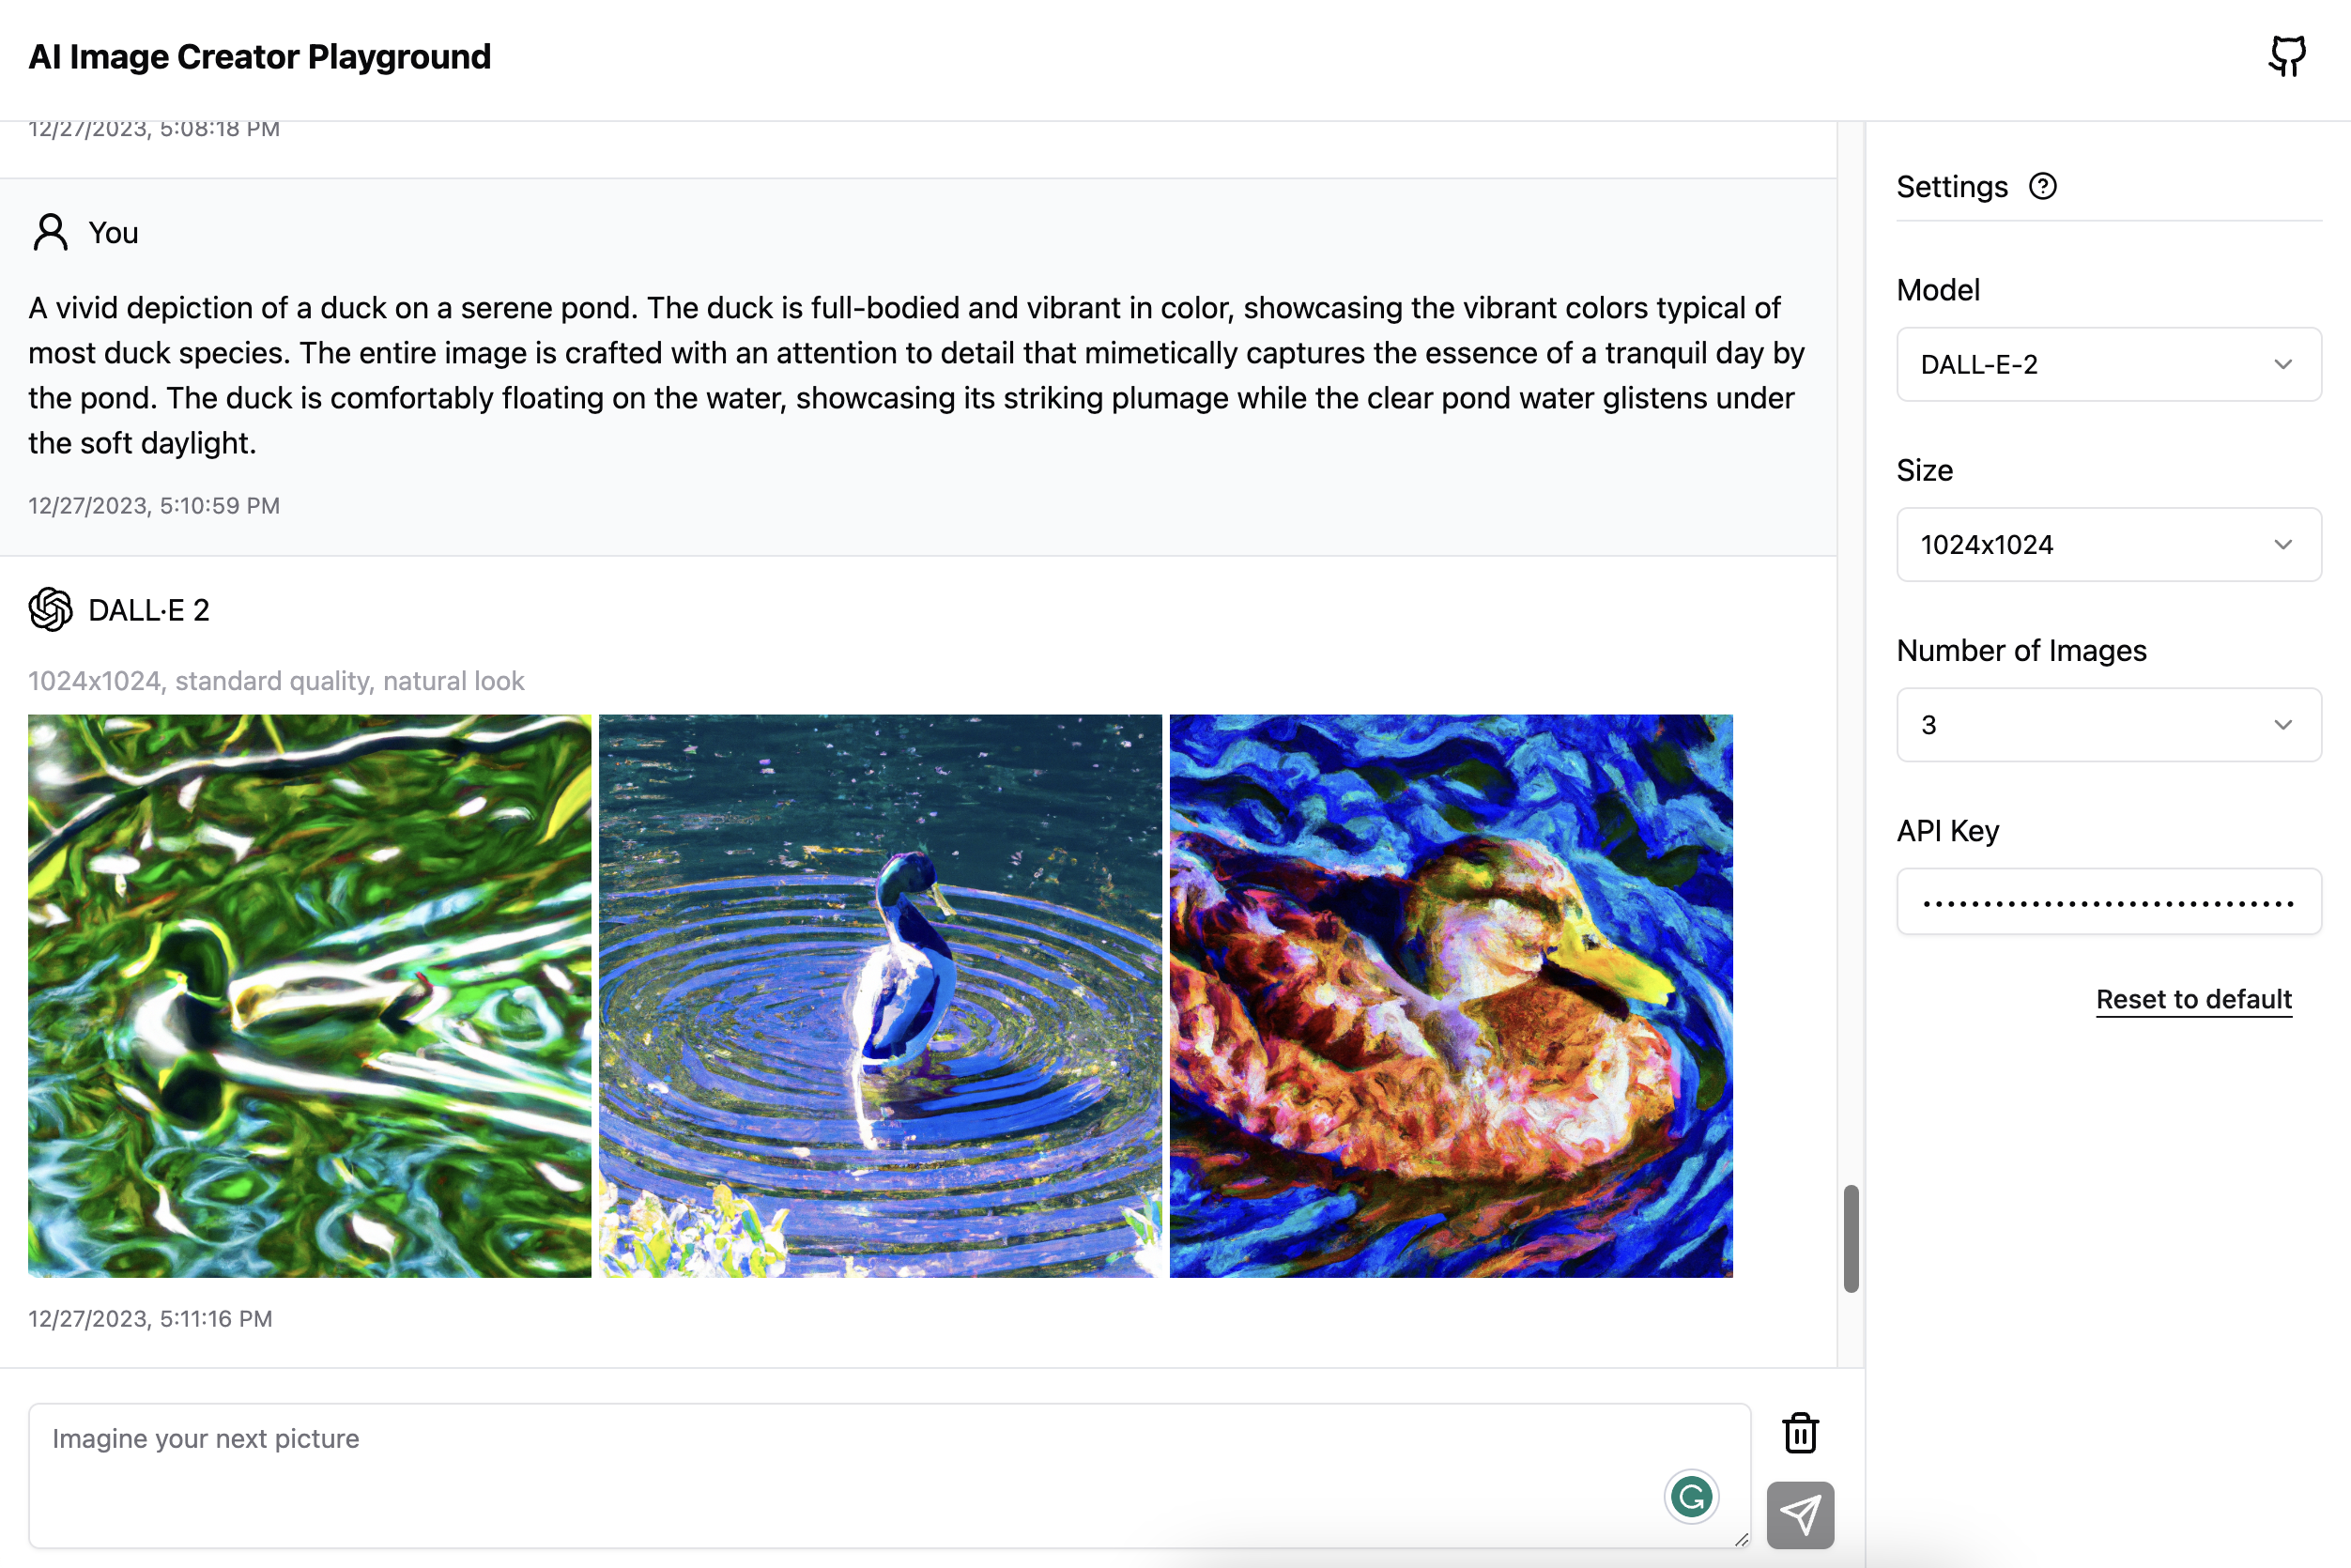 AI Image Creator Playground
12/27/2023, 5:08:18 PM
You
A vivid depiction of a duck on a serene pond. The duck is full-bodied and vibrant in color, showcasing the vibrant colors typical of
most duck species. The entire image is crafted with an attention to detail that mimetically captures the essence of a tranquil day by
the pond. The duck is comfortably floating on the water, showcasing its striking plumage while the clear pond water glistens under
the soft daylight.
12/27/2023, 5:10:59 PM
DALL·E 2
1024x1024, standard quality, natural look
12/27/2023, 5:11:16 PM
Imagine your next picture
Settings
Model
DALL-E-2
Size
1024x1024
Number of Images
3
API Key
Reset to default